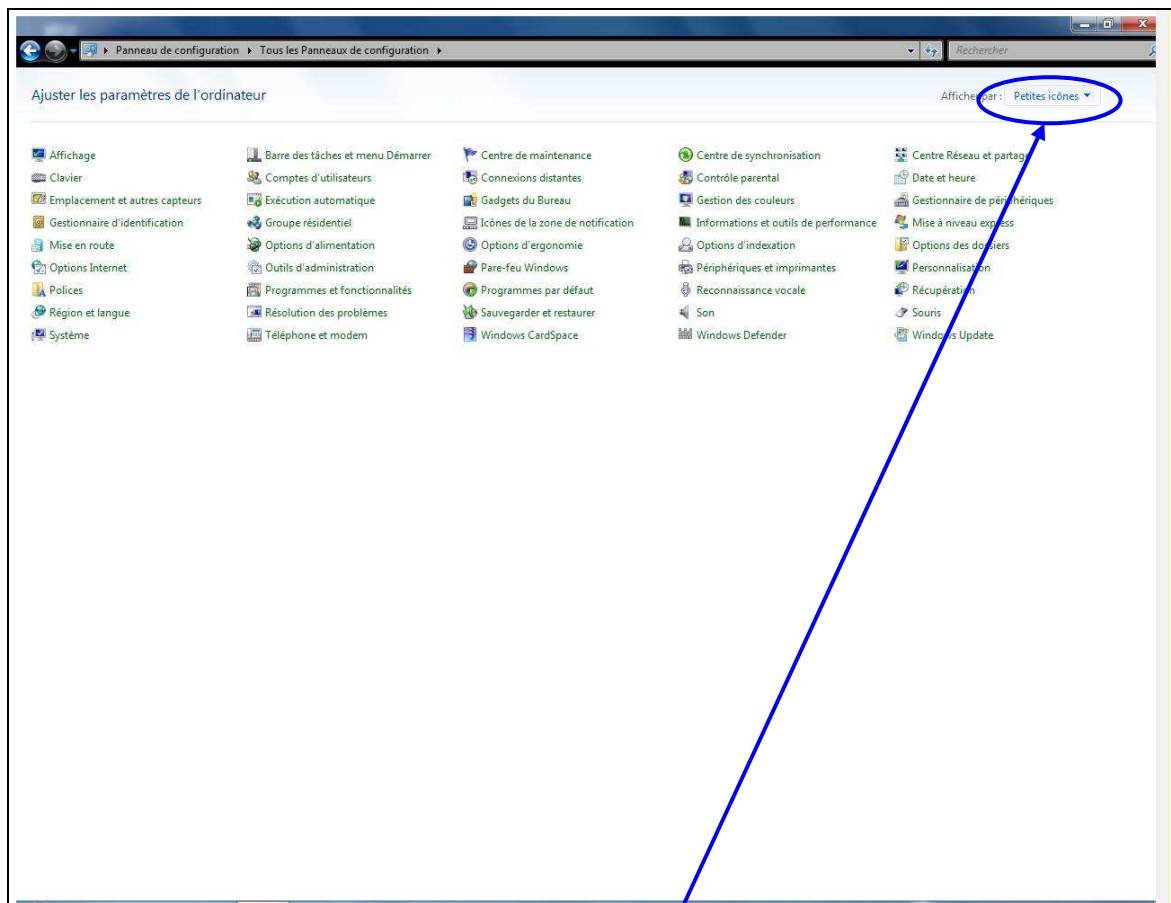 Panneau de configuration ▸ Tous les Panneaux de configuration ▸
Rechercher
Ajuster les paramètres de l'ordinateur
Afficher par : Petites icônes
Affichage
Barre des tâches et menu Démarrer
Centre de maintenance
Centre de synchronisation
Centre Réseau et partage
Clavier
Comptes d'utilisateurs
Connexions distantes
Contrôle parental
Date et heure
Emplacement et autres capteurs
Exécution automatique
Gadgets du Bureau
Gestion des couleurs
Gestionnaire de périphériques
Gestionnaire d'identification
Groupe résidentiel
Icônes de la zone de notification
Informations et outils de performance
Mise à niveau express
Mise en route
Options d'alimentation
Options d'ergonomie
Options d'indexation
Options des dossiers
Options Internet
Outils d'administration
Pare-feu Windows
Périphériques et imprimantes
Personnalisation
Polices
Programmes et fonctionnalités
Programmes par défaut
Reconnaissance vocale
Récupération
Région et langue
Résolution des problèmes
Sauvegarder et restaurer
Son
Souris
Système
Téléphone et modem
Windows CardSpace
Windows Defender
Windows Update